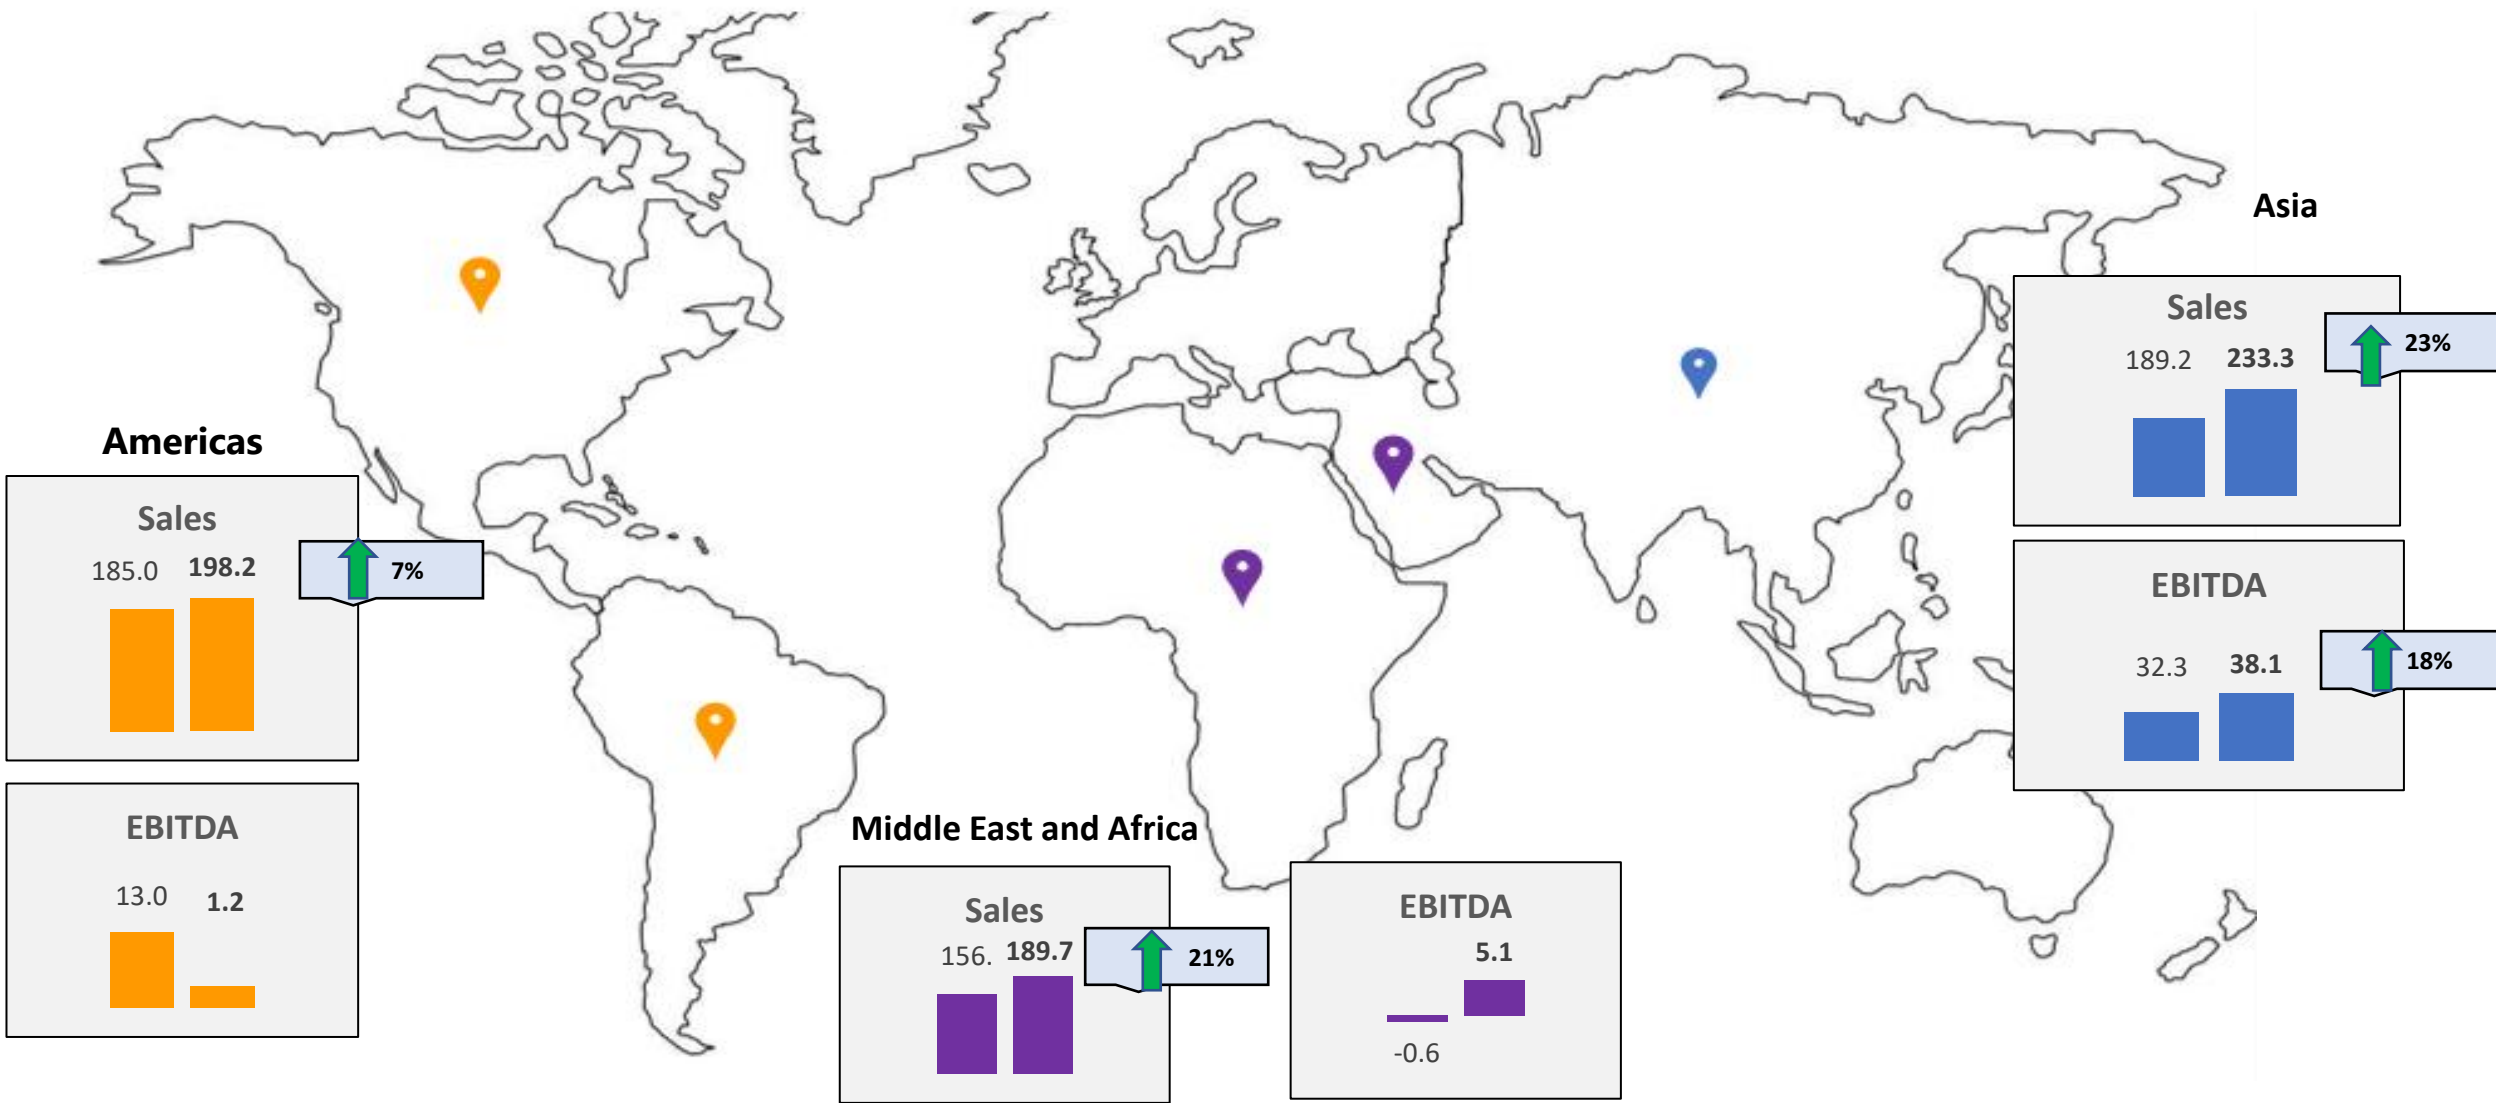 Americas
Sales
185.0 198.2
7%
EBITDA
13.0 1.2
Middle East and Africa
Sales
156. 189.7
21%
EBITDA
5.1
-0.6
Asia
Sales
189.2 233.3
23%
EBITDA
32.3 38.1
18%